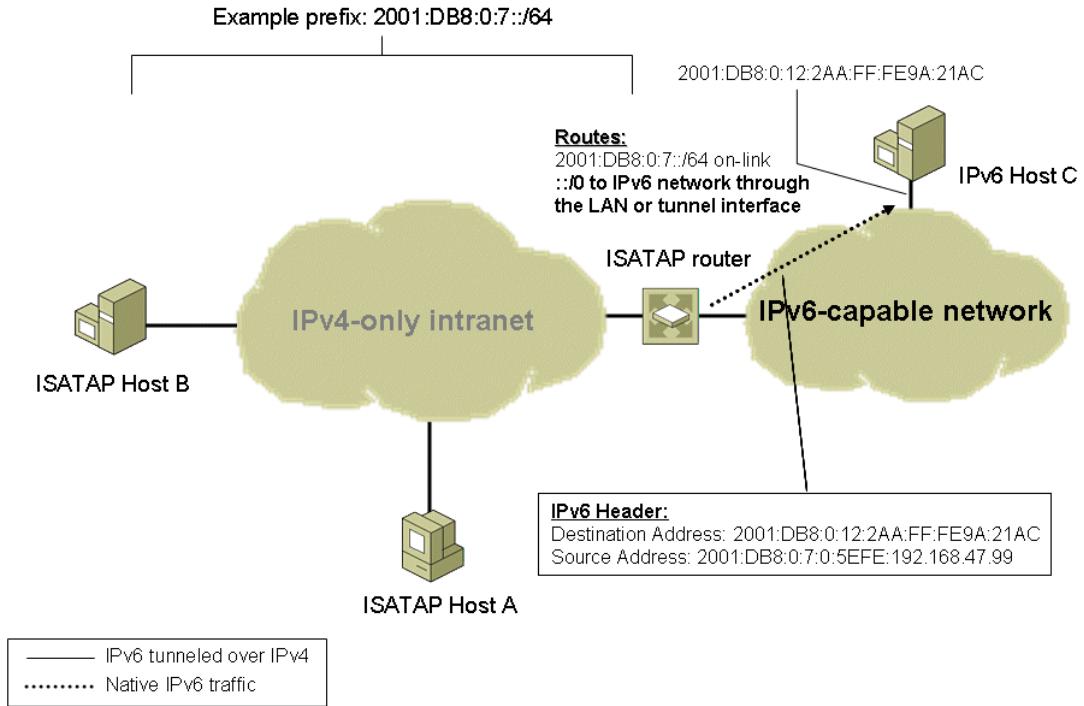 Example prefix: 2001:DB8:0:7::/64
2001:DB8:0:12:2AA:FF:FE9A:21AC
Routes:
2001:DB8:0:7::/64 on-link
::/0 to IPv6 network through
the LAN or tunnel interface
IPv6 Host C
ISATAP router
IPv4-only intranet
IPv6-capable network
ISATAP Host B
IPv6 Header:
Destination Address: 2001:DB8:0:12:2AA:FF:FE9A:21AC
Source Address: 2001:DB8:0:7:0:5EFE:192.168.47.99
ISATAP Host A
IPv6 tunneled over IPv4
Native IPv6 traffic